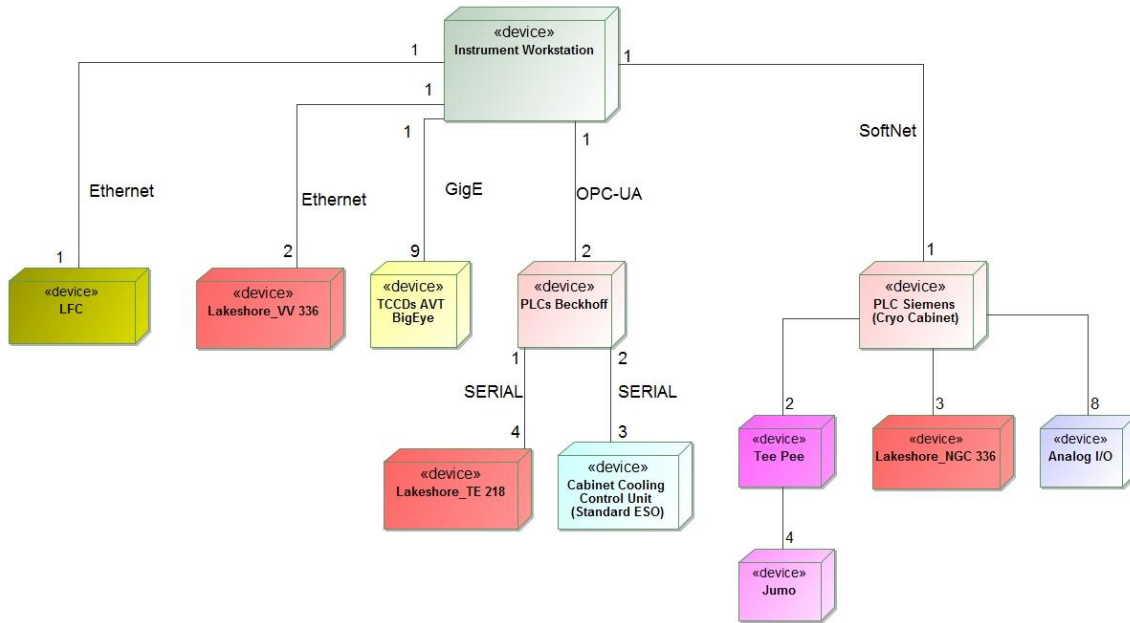 «device»
Instrument Workstation
1
1
1
1
1
SoftNet
Ethernet
Ethernet
GigE
OPC-UA
1
2
9
2
1
«device»
LFC
«device»
Lakeshore_VV 336
«device»
TCCDs AVT
BigEye
«device»
PLCs Beckhoff
«device»
PLC Siemens
(Cryo Cabinet)
1
2
SERIAL
SERIAL
4
3
2
3
8
«device»
Lakeshore_TE 218
«device»
Cabinet Cooling
Control Unit
(Standard ESO)
«device»
Tee Pee
«device»
Lakeshore_NGC 336
«device»
Analog I/O
4
«device»
Jumo